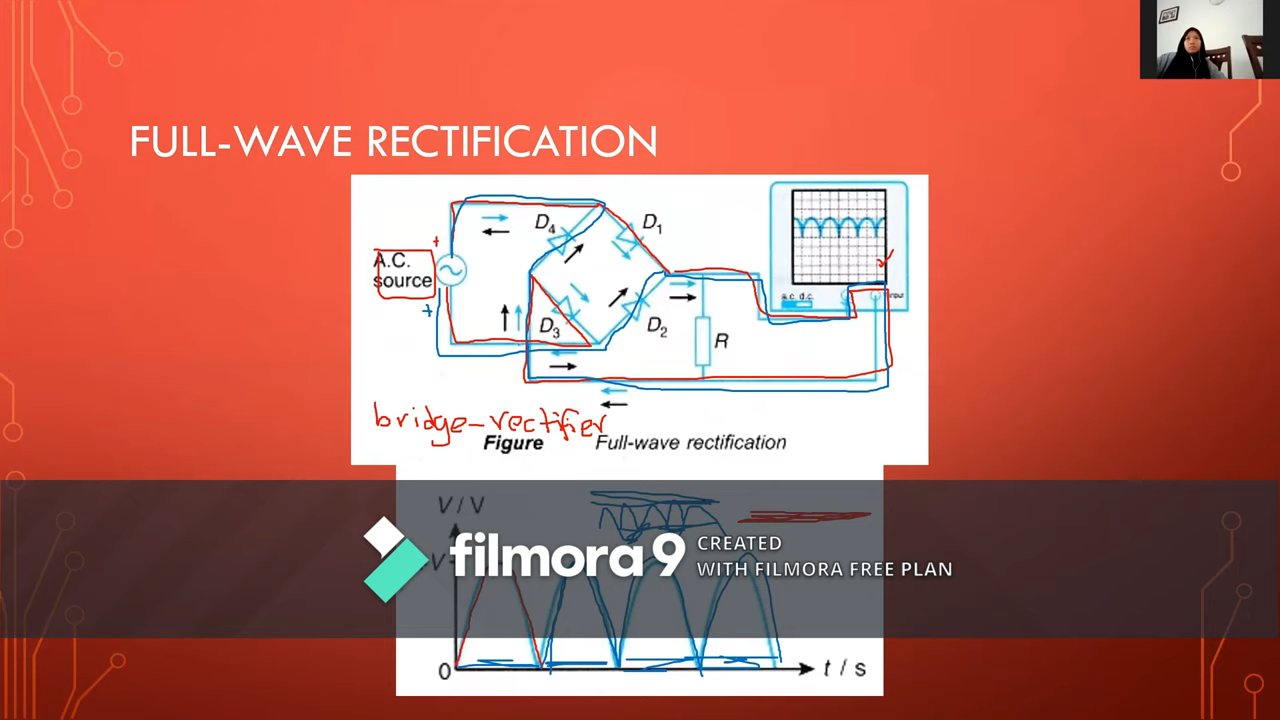 FULL-WAVE RECTIFICATION
A.C.
source
+
+
D4
D1
D3
D2
R
a.c. d.c.
input
bridge-rectifier
Figure Full-wave rectification
V / V
V
filmora9 CREATED
WITH FILMORA FREE PLAN
0
t / s